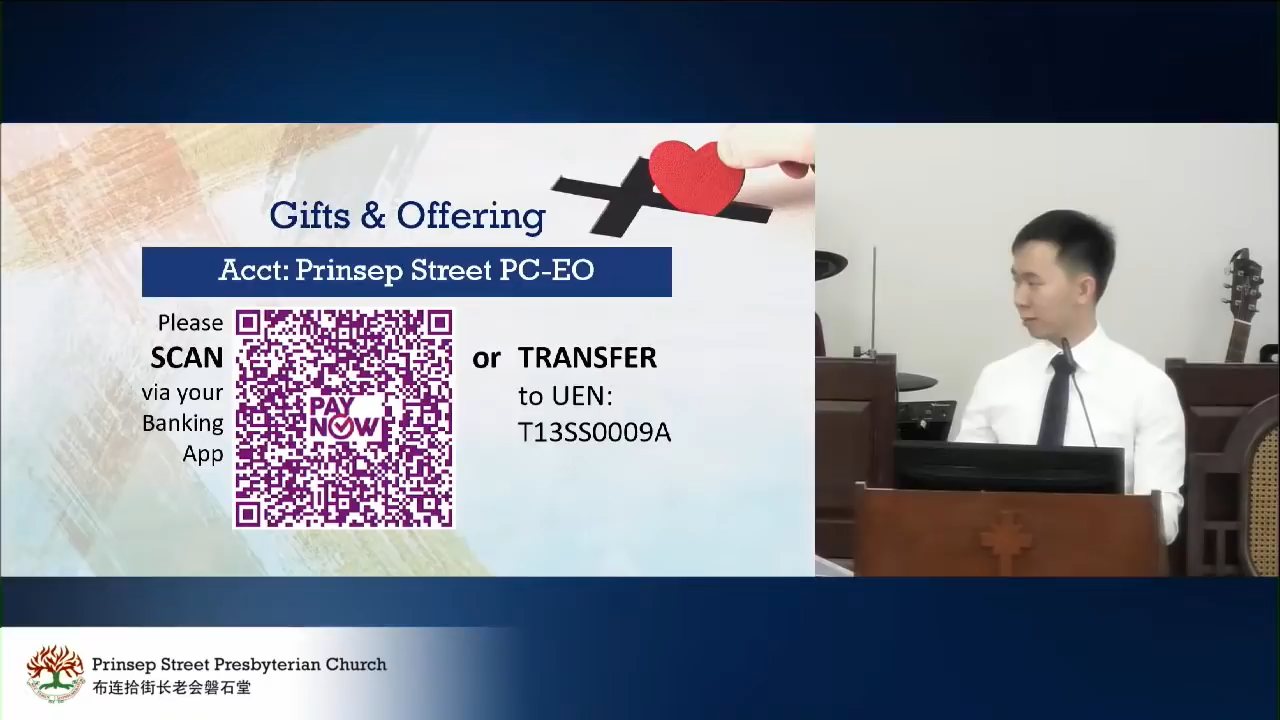 Gifts & Offering
Acct: Prinsep Street PC-EO
Please
SCAN
via your
Banking
App
PAY
NOW
or TRANSFER
to UEN:
T13SS0009A
Prinsep Street Presbyterian Church
布连拾街长老会磐石堂